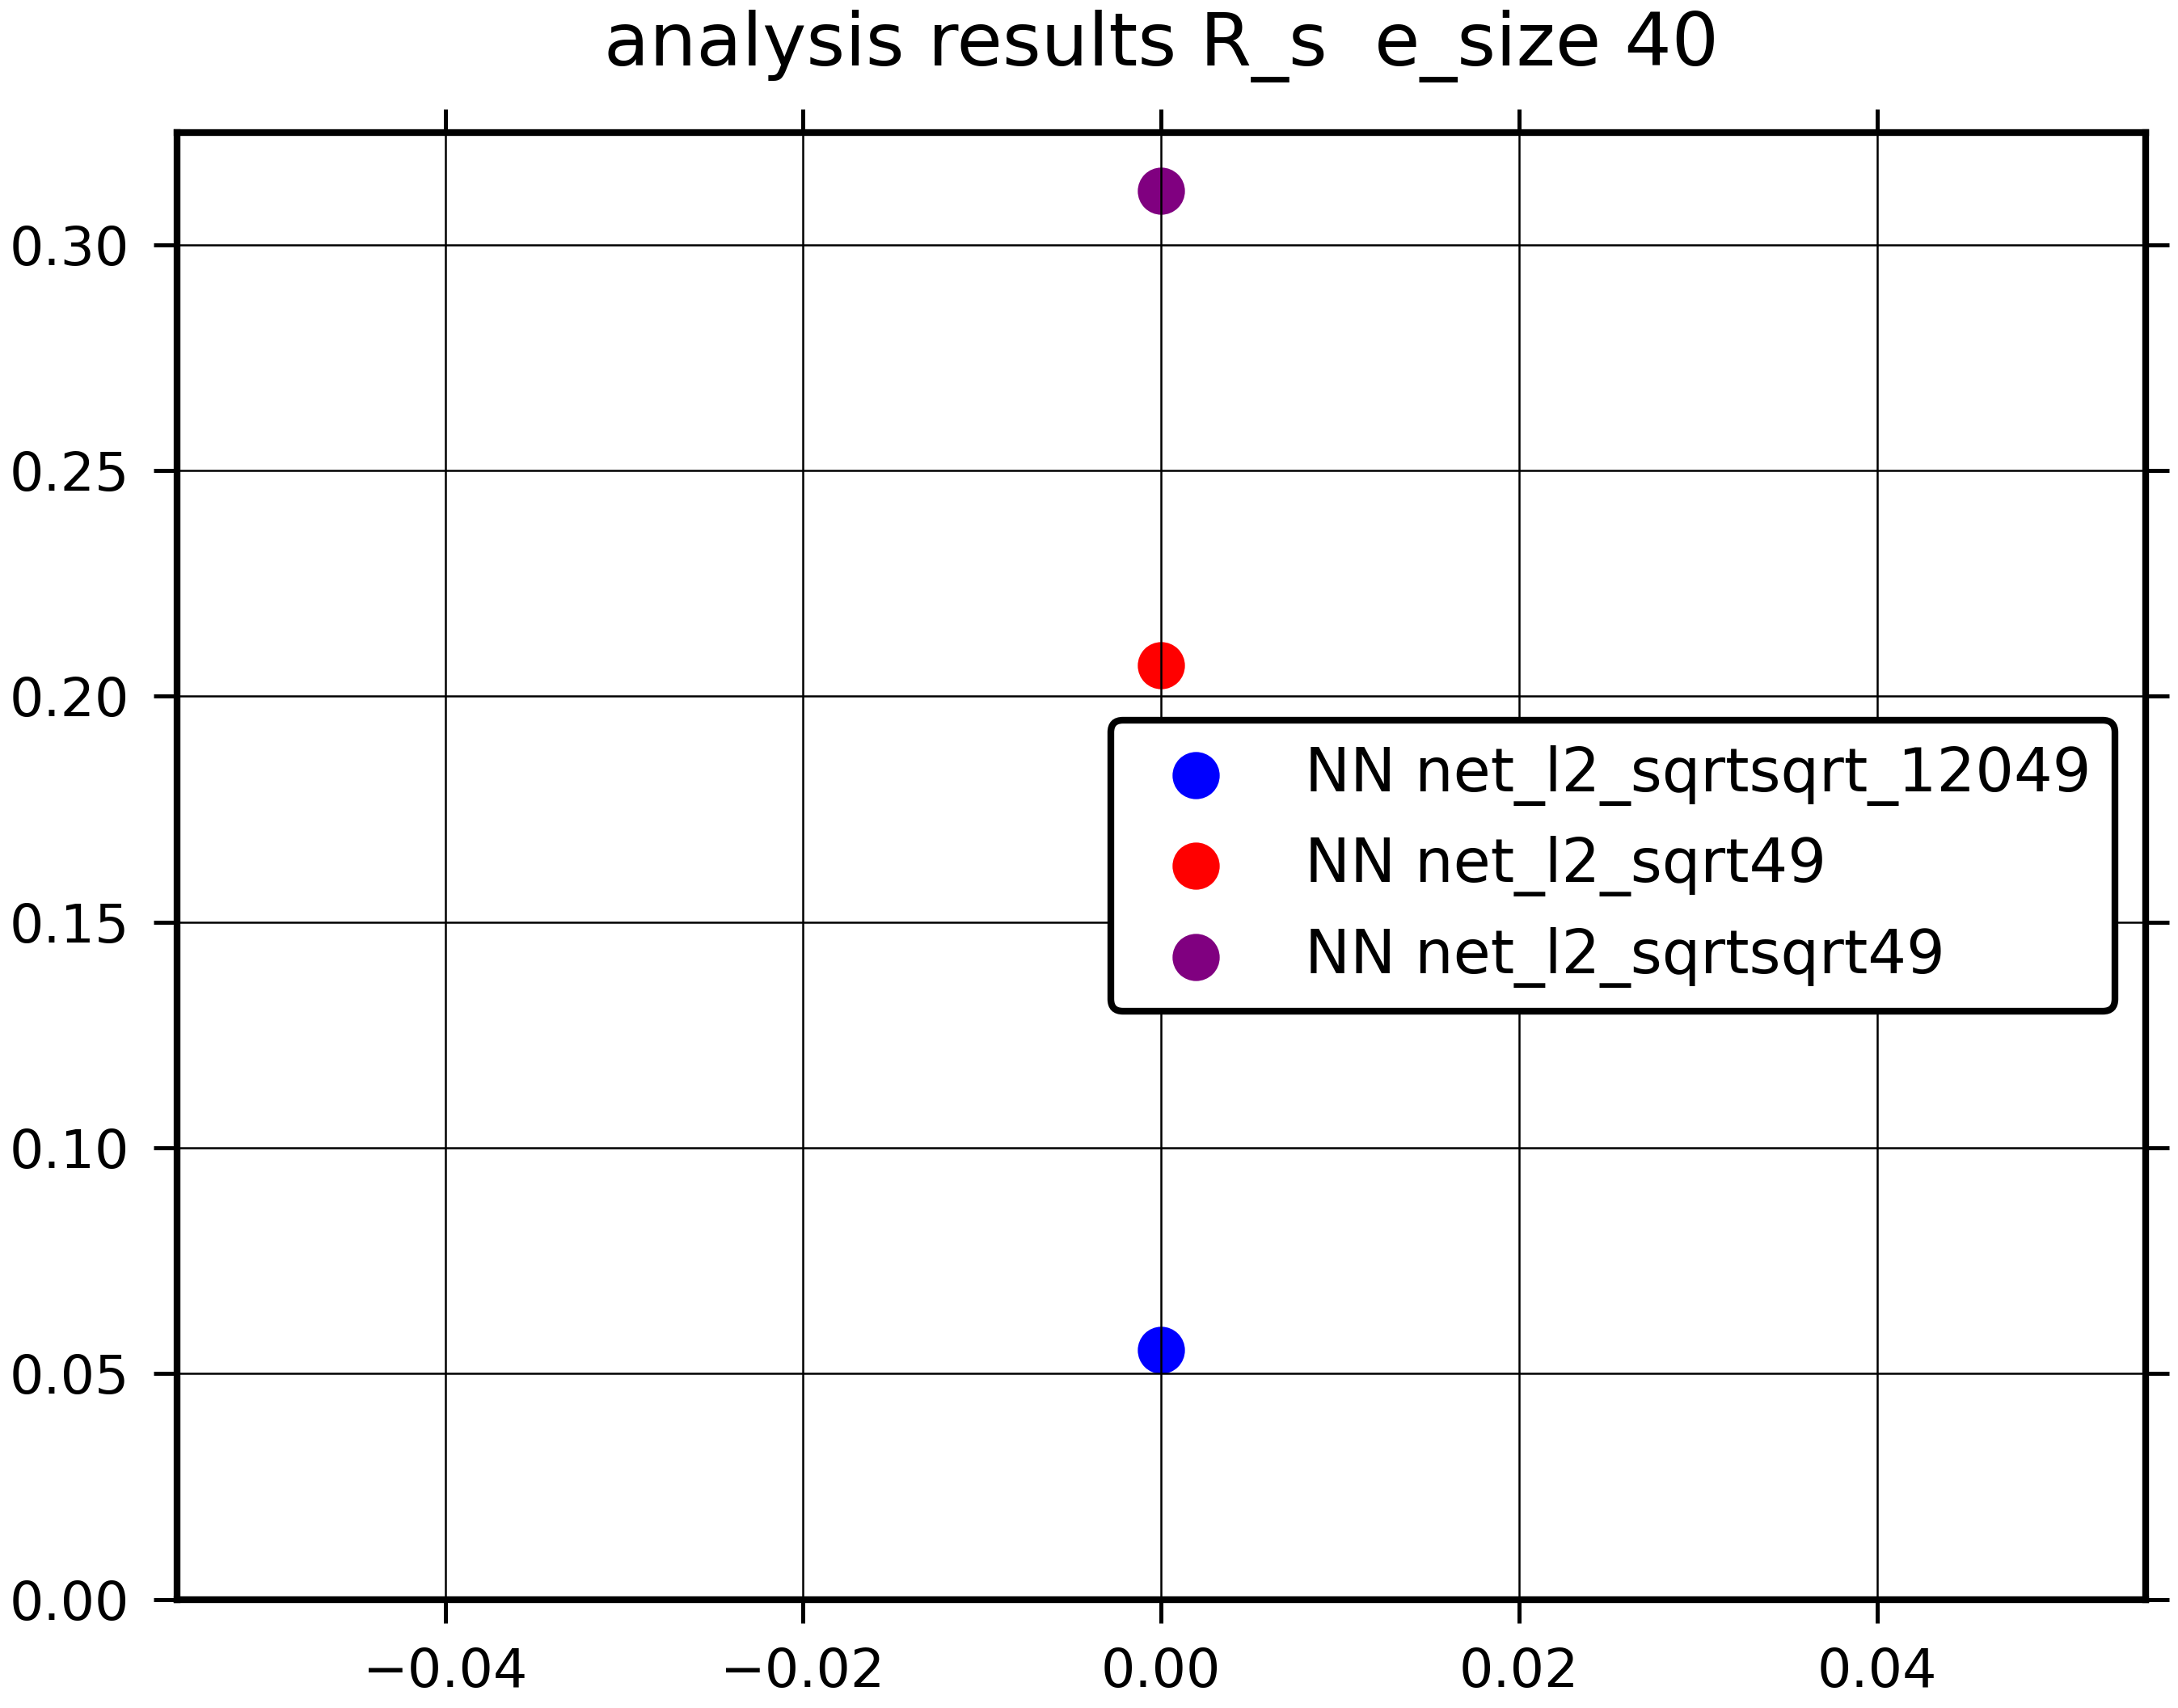 analysis results R_s  e_size 40
0.30
0.25
0.20
0.15
0.10
0.05
0.00
NN net_l2_sqrtsqrt_12049
NN net_l2_sqrt49
NN net_l2_sqrtsqrt49
−0.04 −0.02 0.00 0.02 0.04